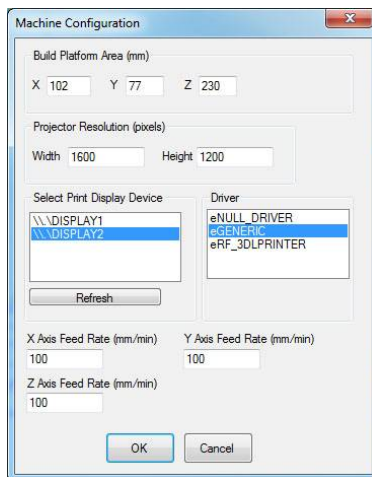 Machine Configuration
Build Platform Area (mm)
X 102 Y 77 Z 230
Projector Resolution (pixels)
Width 1600 Height 1200
Select Print Display Device Driver
\\.\DISPLAY1 eNULL_DRIVER
\\.\DISPLAY2 eGENERIC
eRF_3DLPRINTER
Refresh
X Axis Feed Rate (mm/min) Y Axis Feed Rate (mm/min)
100 100
Z Axis Feed Rate (mm/min)
100
OK Cancel